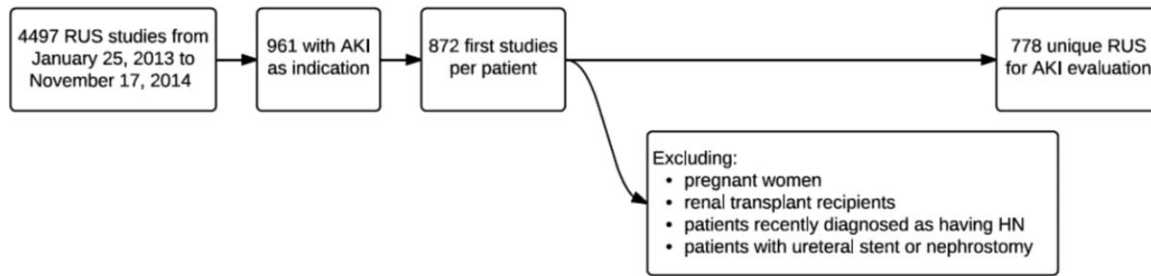 4497 RUS studies from
January 25, 2013 to
November 17, 2014
961 with AKI
as indication
872 first studies
per patient
778 unique RUS
for AKI evaluation
Excluding:
• pregnant women
• renal transplant recipients
• patients recently diagnosed as having HN
• patients with ureteral stent or nephrostomy